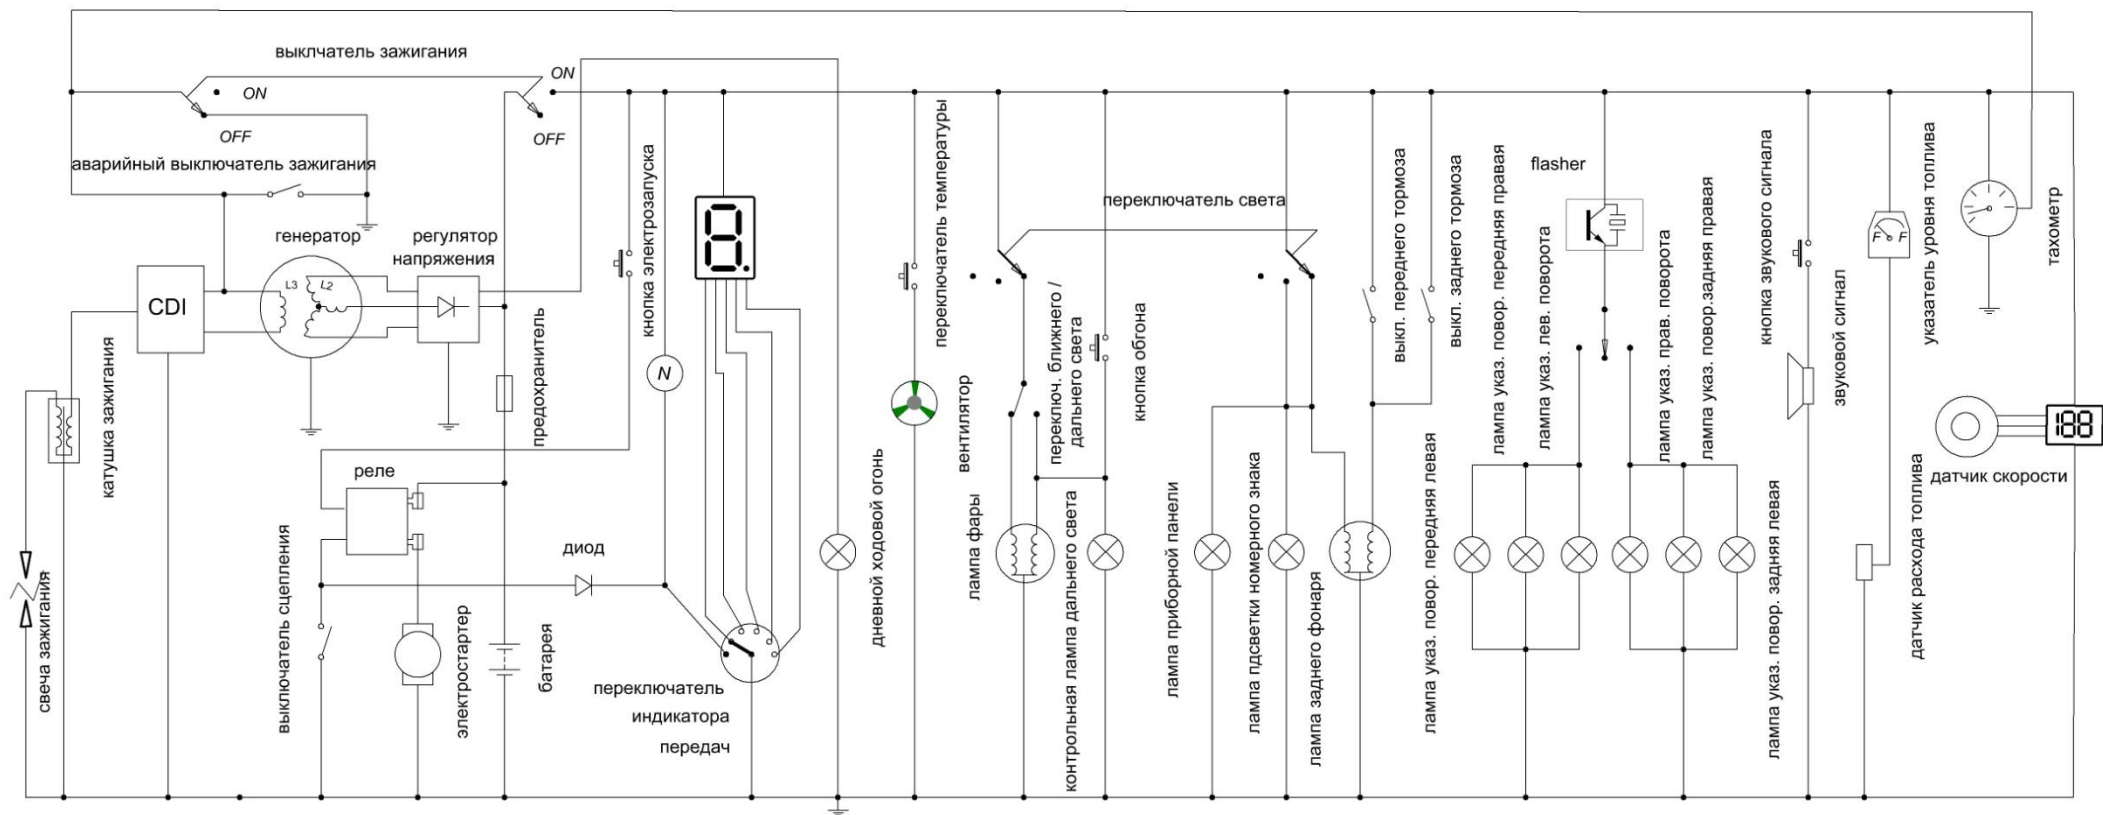 выклчатель зажигания
ON
ON
OFF
OFF
аварийный выключатель зажигания
генератор
регулятор
напряжения
L3
L2
CDI
катушка зажигания
свеча зажигания
предохранитель
кнопка электрозапуска
N
реле
диод
выключатель сцепления
электростартер
батарея
8.
переключатель
индикатора
передач
дневной ходовой огонь
переключатель температуры
вентилятор
лампа фары
переключ. ближнего /
дальнего света
контрольная лампа дальнего света
кнопка обгона
переключатель света
лампа приборной панели
лампа пдсветки номерного знака
лампа заднего фонаря
выкл. переднего тормоза
выкл. заднего тормоза
лампа указ. повор. передняя левая
лампа указ. повор. передняя правая
лампа указ. лев. поворота
flasher
лампа указ. прав. поворота
лампа указ. повор.задняя правая
лампа указ. повор. задняя левая
кнопка звукового сигнала
звуковой сигнал
F F
указатель уровня топлива
датчик расхода топлива
тахометр
188
датчик скорости